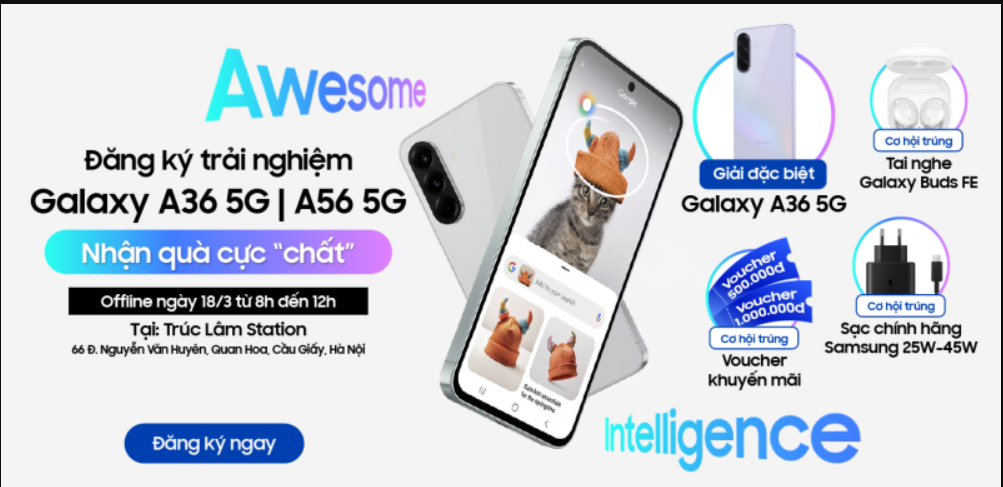 Awesome
Đăng ký trải nghiệm
Galaxy A36 5G | A56 5G
Nhận quà cực “chất”
Offline ngày 18/3 từ 8h đến 12h
Tại: Trúc Lâm Station
66 Đ. Nguyễn Văn Huyên, Quan Hoa, Cầu Giấy, Hà Nội
Đăng ký ngay
Google
Add to your search
Giải đặc biệt
Galaxy A36 5G
Cơ hội trúng
Tai nghe
Galaxy Buds FE
Voucher
500.000đ
Voucher
1.000.000đ
Cơ hội trúng
Voucher
khuyến mãi
Cơ hội trúng
Sạc chính hãng
Samsung 25W-45W
Intelligence